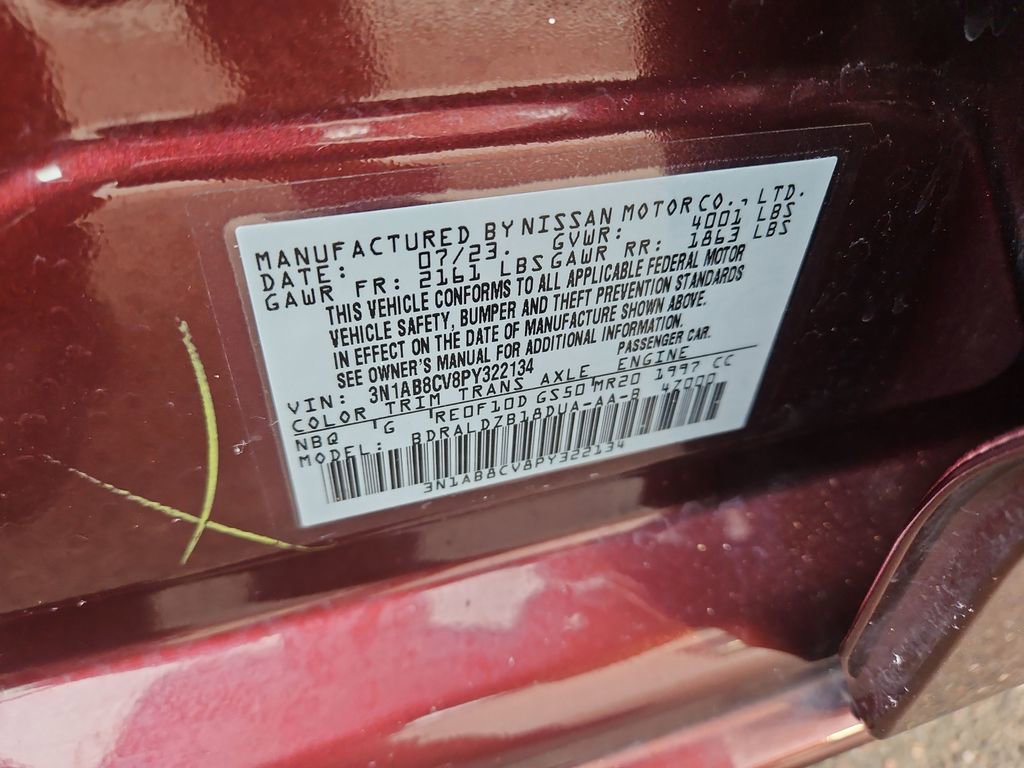 MANUFACTURED BY NISSAN MOTOR CO., LTD.
DATE: 07/23. GVWR: 4001 LBS
GAWR FR: 2161 LBS GAWR RR: 1863 LBS
THIS VEHICLE CONFORMS TO ALL APPLICABLE FEDERAL MOTOR
VEHICLE SAFETY, BUMPER AND THEFT PREVENTION STANDARDS
IN EFFECT ON THE DATE OF MANUFACTURE SHOWN ABOVE.
SEE OWNER'S MANUAL FOR ADDITIONAL INFORMATION.
VIN: 3N1AB8CV8PY322134 PASSENGER CAR.
COLOR TRIM TRANS AXLE ENGINE
NBQ G RE0F10D GS50 MR20 1997 CC
MODEL: BDRALDZB18DUA-AA-B 47000
3N1AB8CV8PY322134